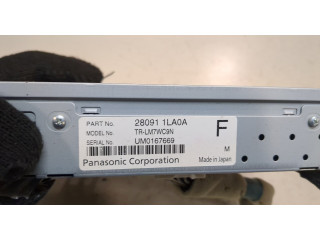 PART No. 28091 1LA0A
MODEL No. TR-LM7WC9N
SERIAL No. UM0167669
F
M
Panasonic Corporation
Made in Japan